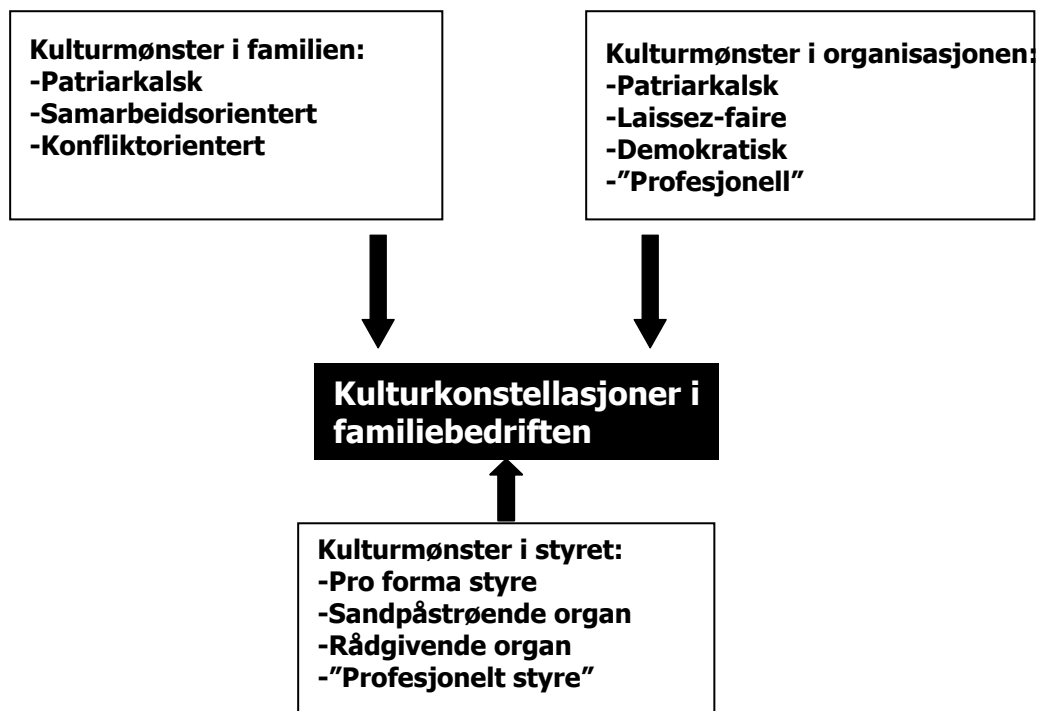 Kulturmønster i familien:
-Patriarkalsk
-Samarbeidsorientert
-Konfliktorientert
Kulturmønster i organisasjonen:
-Patriarkalsk
-Laissez-faire
-Demokratisk
-”Profesjonell”
Kulturkonstellasjoner i
familiebedriften
Kulturmønster i styret:
-Pro forma styre
-Sandpåstrøende organ
-Rådgivende organ
-”Profesjonelt styre”